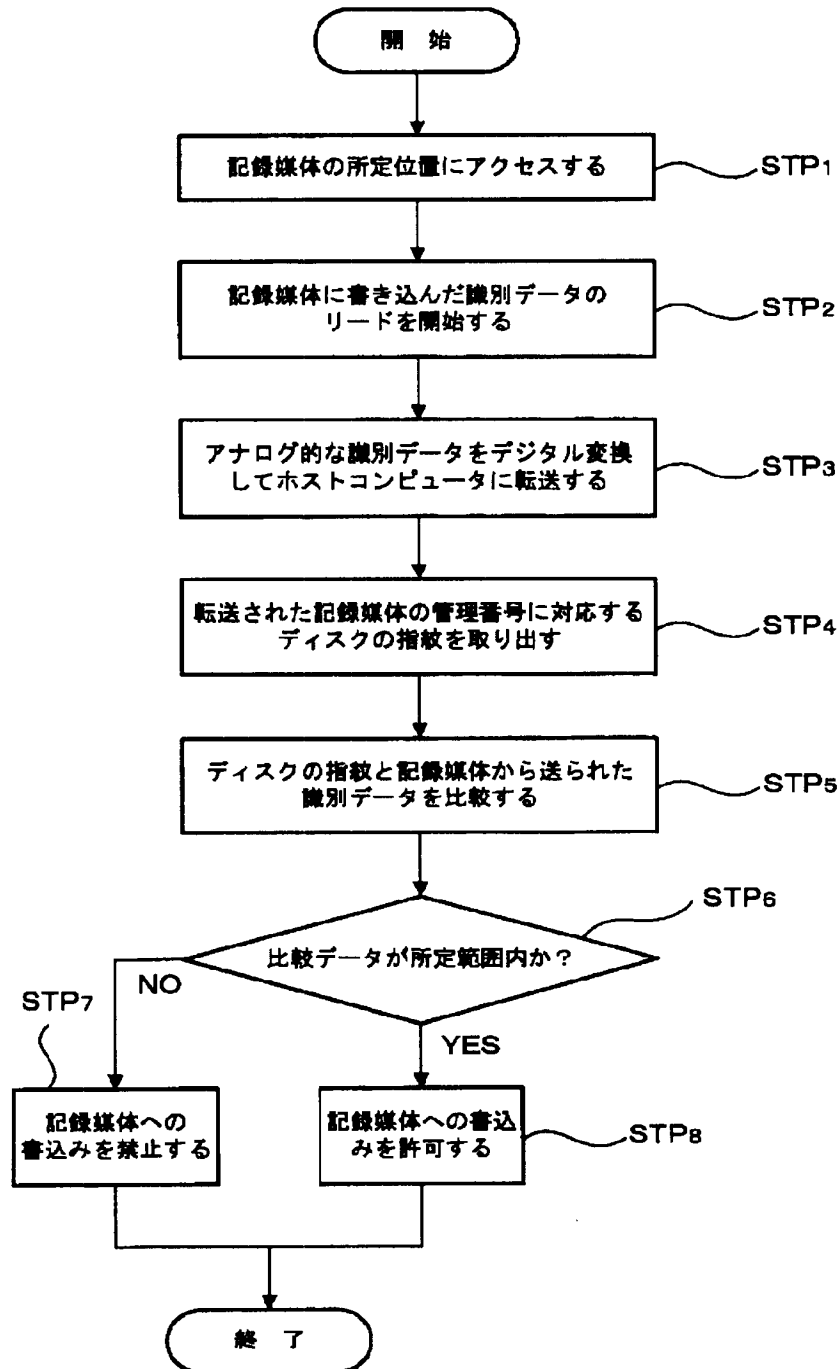 開 始
記録媒体の所定位置にアクセスする
STP1
記録媒体に書き込んだ識別データの
リードを開始する
STP2
アナログ的な識別データをデジタル変換
してホストコンピュータに転送する
STP3
転送された記録媒体の管理番号に対応する
ディスクの指紋を取り出す
STP4
ディスクの指紋と記録媒体から送られた
識別データを比較する
STP5
STP6
比較データが所定範囲内か?
NO
YES
STP7
記録媒体への
書込みを禁止する
記録媒体への書込
みを許可する
STP8
終 了